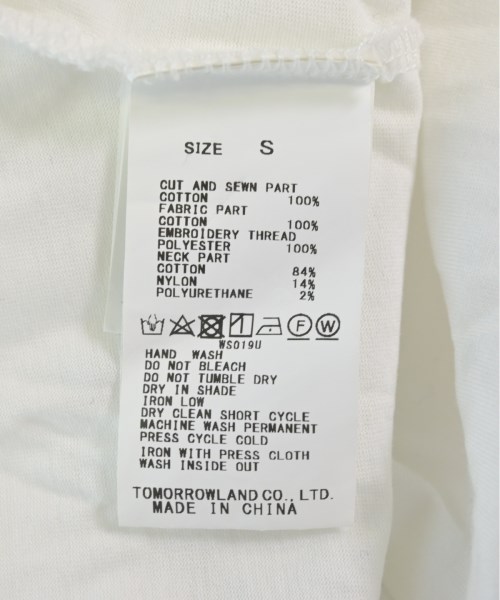 SIZE S
CUT AND SEWN PART
COTTON 100%
FABRIC PART
COTTON 100%
EMBROIDERY THREAD
POLYESTER 100%
NECK PART
COTTON 84%
NYLON 14%
POLYURETHANE 2%
F W
WS019U
HAND WASH
DO NOT BLEACH
DO NOT TUMBLE DRY
DRY IN SHADE
IRON LOW
DRY CLEAN SHORT CYCLE
MACHINE WASH PERMANENT
PRESS CYCLE COLD
IRON WITH PRESS CLOTH
WASH INSIDE OUT
TOMORROWLAND CO., LTD.
MADE IN CHINA